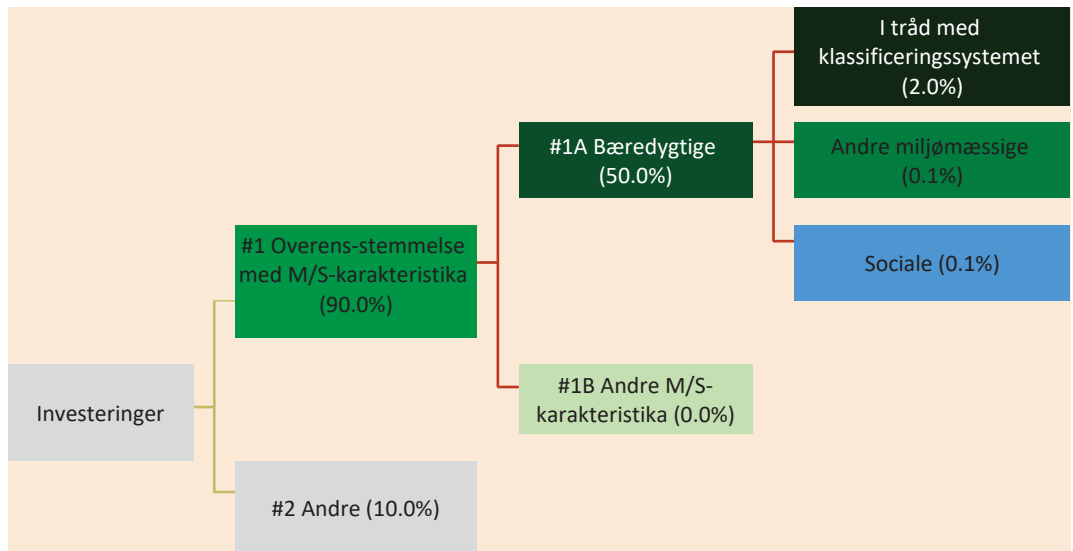 I tråd med
klassificeringssystemet
(2.0%)
#1A Bæredygtige
(50.0%)
Andre miljømæssige
(0.1%)
#1 Overens-stemmelse
med M/S-karakteristika
(90.0%)
Sociale (0.1%)
#1B Andre M/S-
karakteristika (0.0%)
Investeringer
#2 Andre (10.0%)